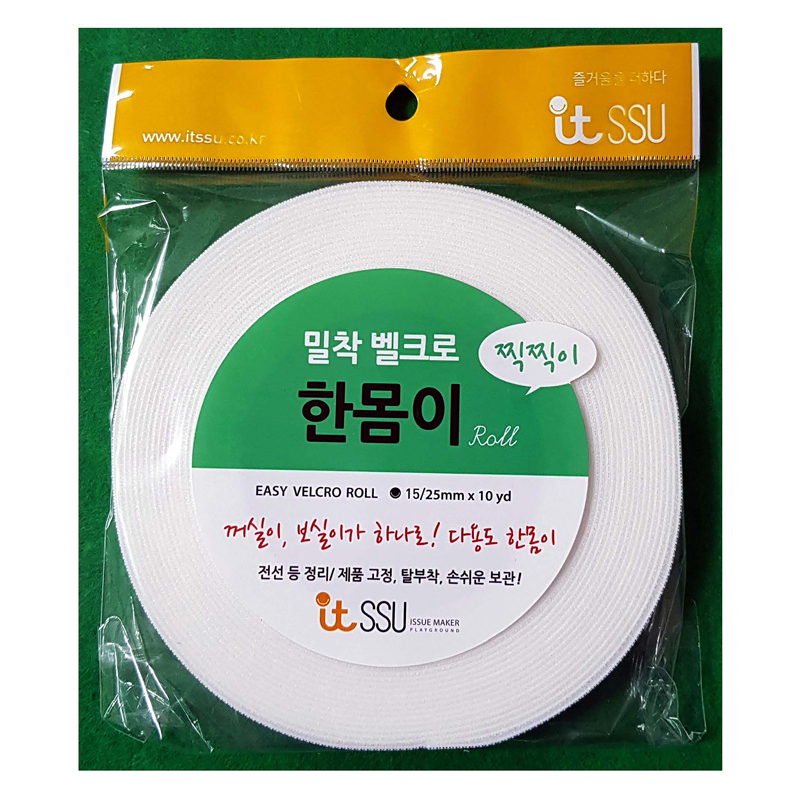 즐거움을 더하다
it SSU
www.itssu.co.kr
밀착 벨크로
찍찍이
한몸이 Roll
EASY VELCRO ROLL ● 15/25mm x 10 yd
꺼실이, 보실이가 하나로! 다용도 한몸이
전선 등 정리/ 제품 고정, 탈부착, 손쉬운 보관!
it SSU ISSUE MAKER
PLAYGROUND